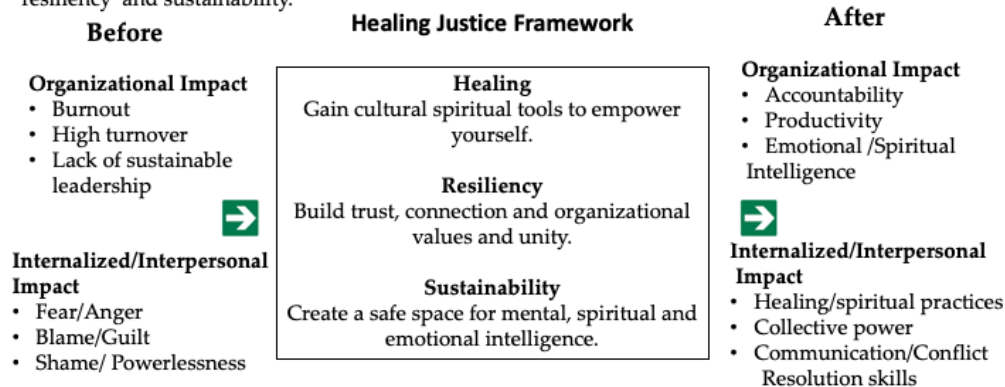 resiliency and sustainability.
Before
Organizational Impact
• Burnout
• High turnover
• Lack of sustainable
leadership
Internalized/Interpersonal
Impact
• Fear/Anger
• Blame/Guilt
• Shame/ Powerlessness
Healing Justice Framework
Healing
Gain cultural spiritual tools to empower
yourself.
Resiliency
Build trust, connection and organizational
values and unity.
Sustainability
Create a safe space for mental, spiritual and
emotional intelligence.
After
Organizational Impact
• Accountability
• Productivity
• Emotional /Spiritual
Intelligence
Internalized/Interpersonal
Impact
• Healing/spiritual practices
• Collective power
• Communication/Conflict
Resolution skills